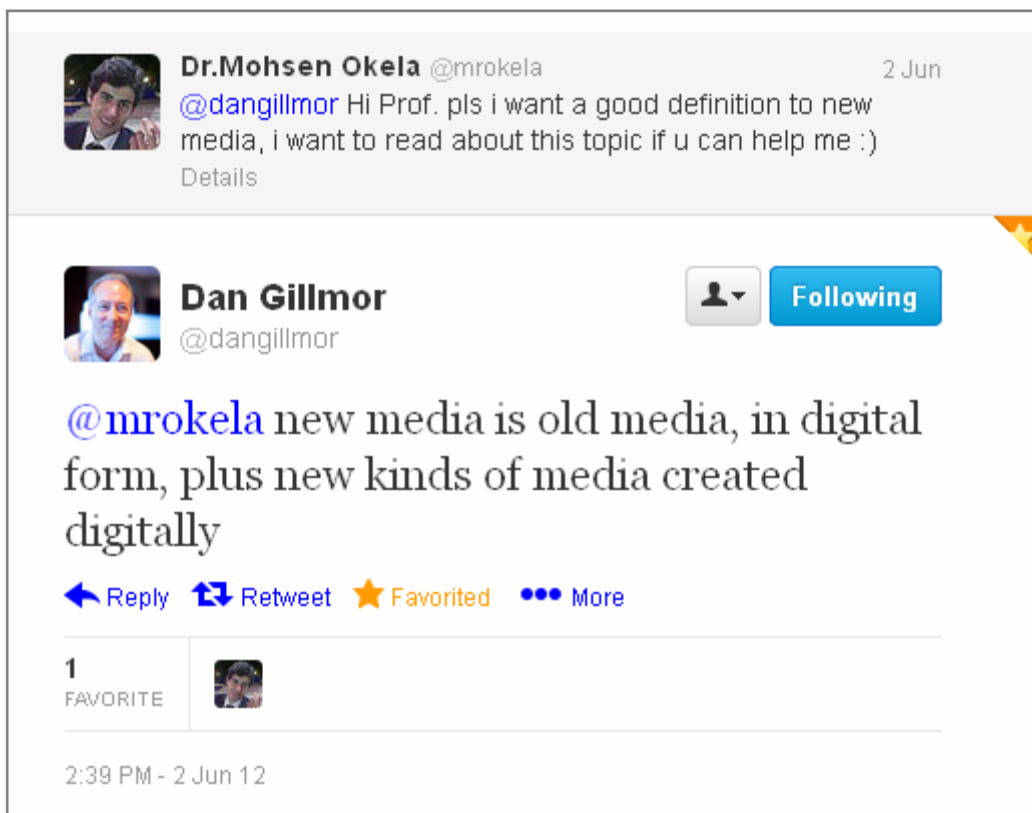 Dr.Mohsen Okela @mrokela 2 Jun
@dangillmor Hi Prof. pls i want a good definition to new
media, i want to read about this topic if u can help me :)
Details
Dan Gillmor
@dangillmor
Following
@mrokela new media is old media, in digital
form, plus new kinds of media created
digitally
Reply Retweet Favorited More
1
FAVORITE
2:39 PM - 2 Jun 12